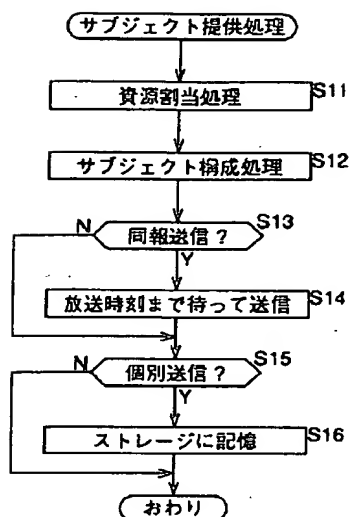 サブジェクト提供処理
資源割当処理 S11
サブジェクト構成処理 S12
同報送信? S13
N
Y
放送時刻まで待って送信 S14
個別送信? S15
N
Y
ストレージに記憶 S16
おわり